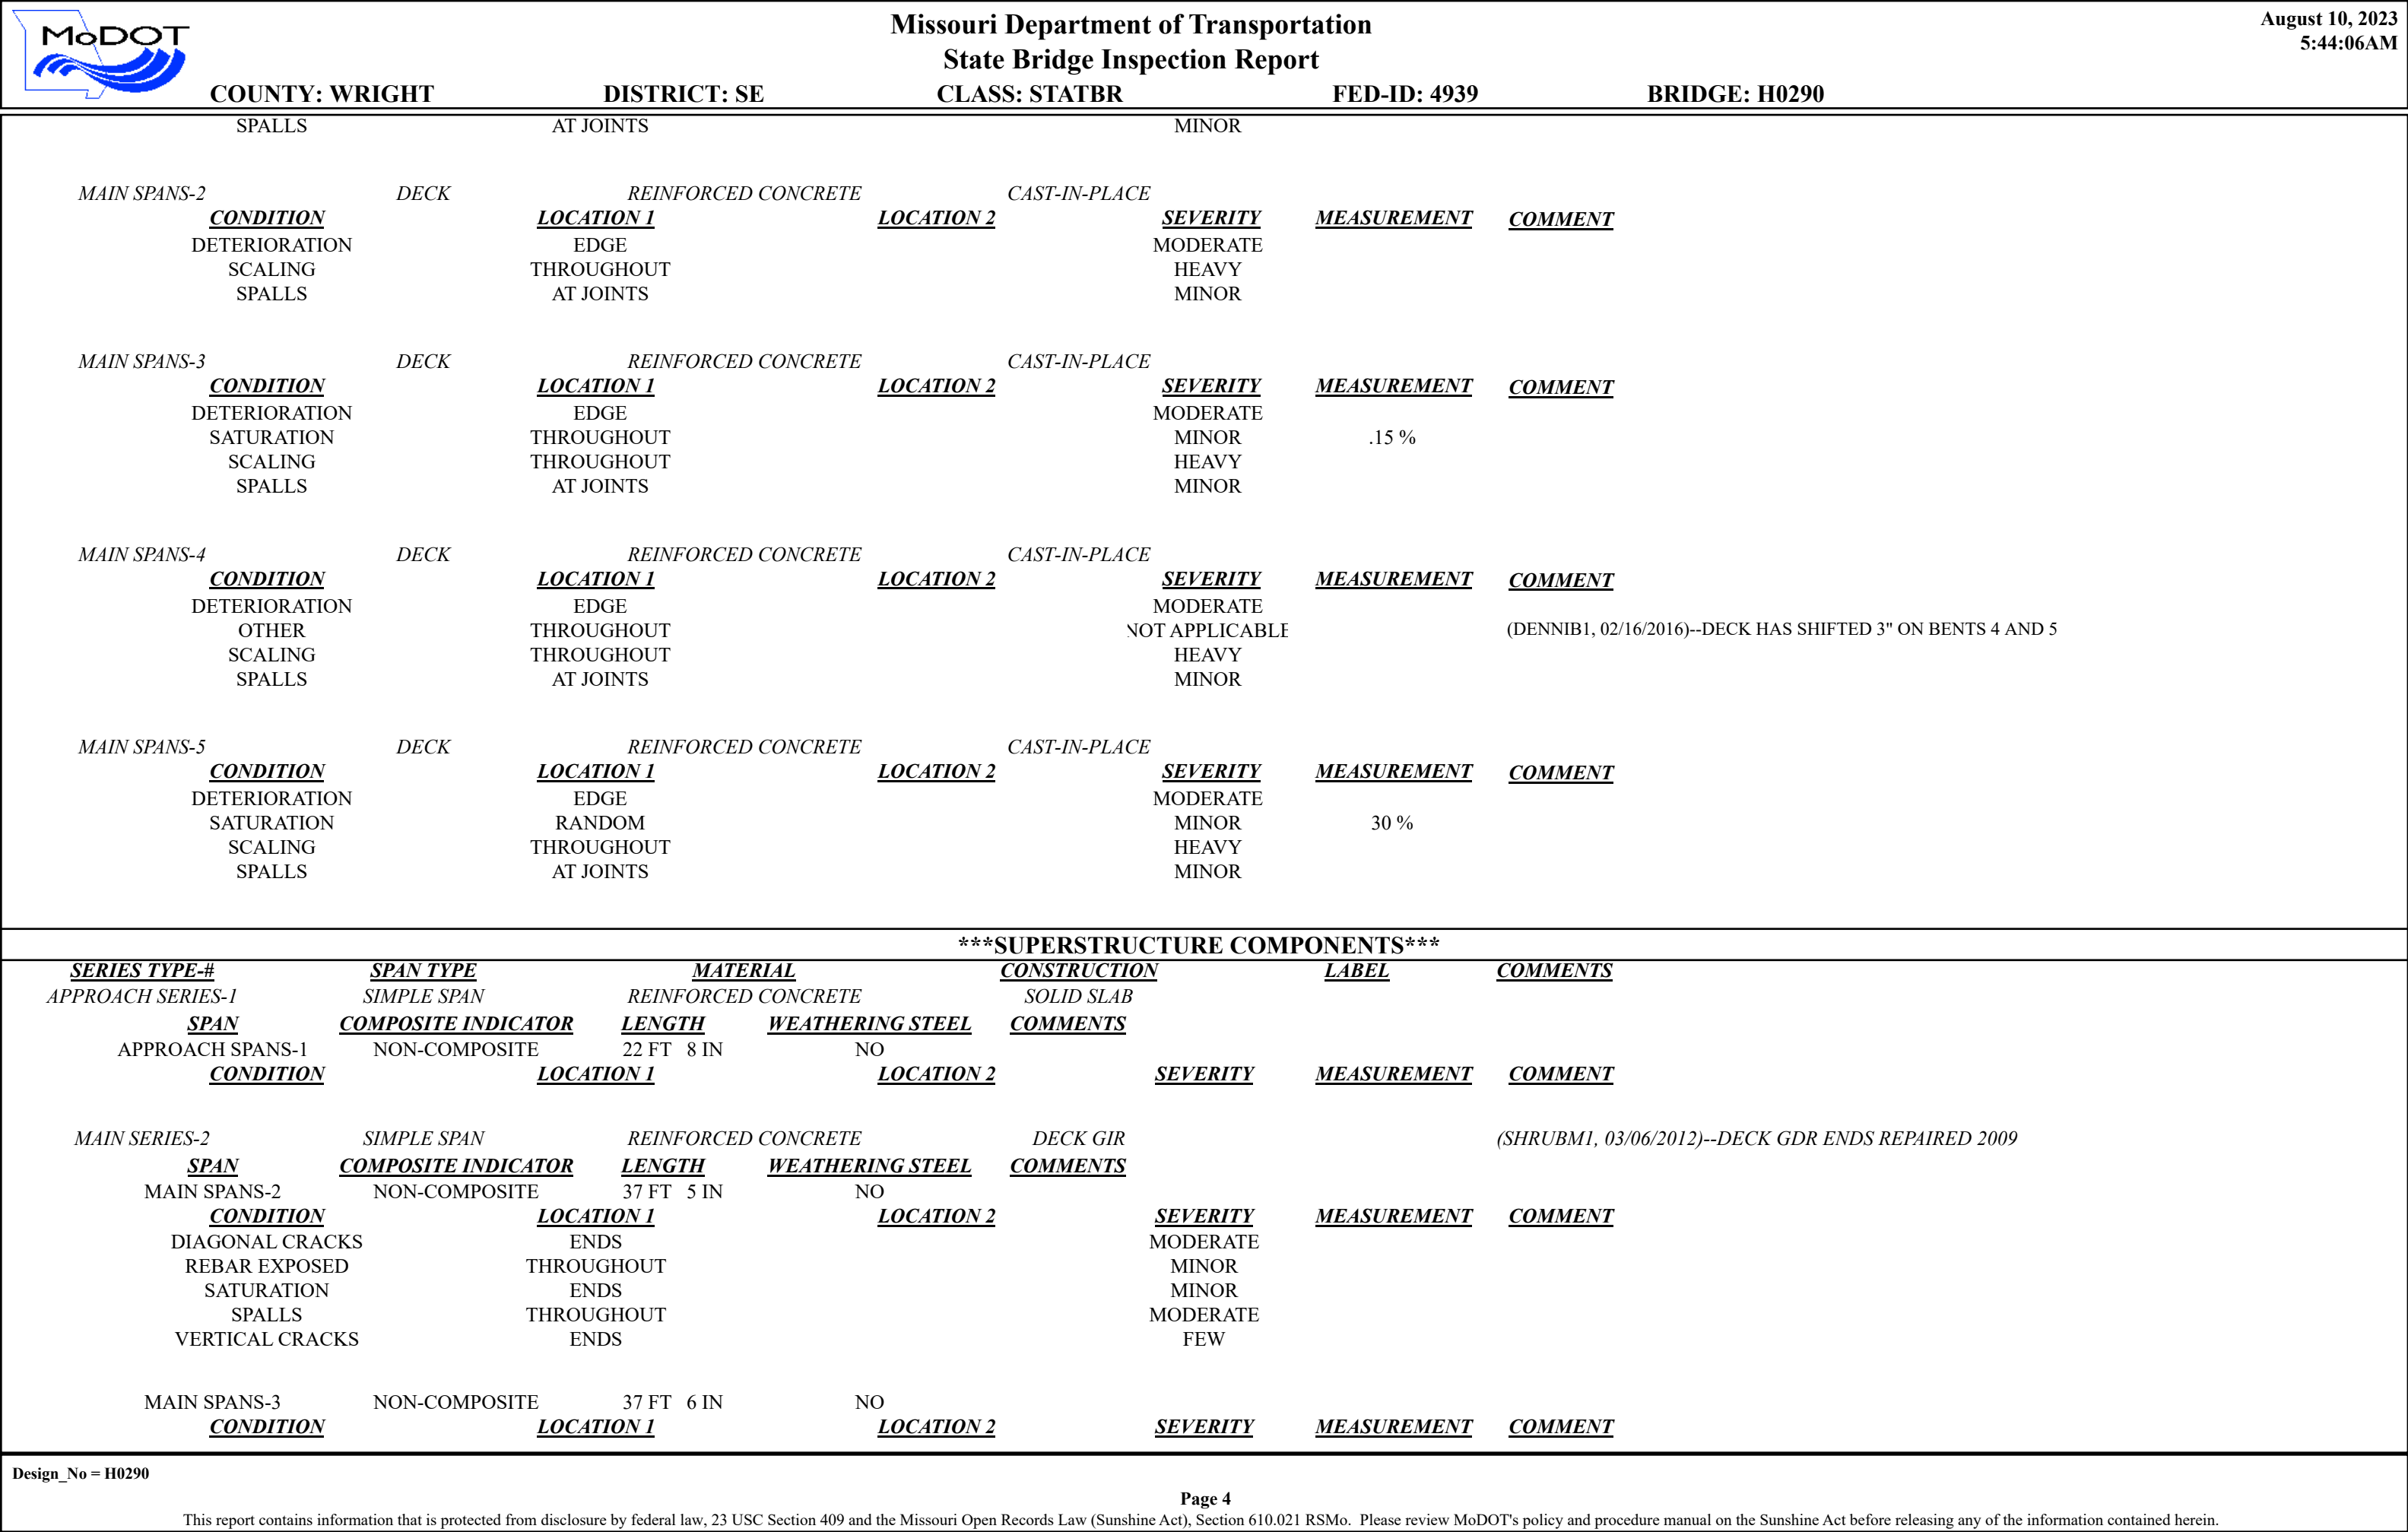 MoDOT
Missouri Department of Transportation
State Bridge Inspection Report
August 10, 2023
5:44:06AM
COUNTY: WRIGHT DISTRICT: SE CLASS: STATBR FED-ID: 4939 BRIDGE: H0290
SPALLS AT JOINTS MINOR
MAIN SPANS-2 DECK REINFORCED CONCRETE CAST-IN-PLACE
CONDITION LOCATION 1 LOCATION 2 SEVERITY MEASUREMENT COMMENT
DETERIORATION EDGE MODERATE
SCALING THROUGHOUT HEAVY
SPALLS AT JOINTS MINOR
MAIN SPANS-3 DECK REINFORCED CONCRETE CAST-IN-PLACE
CONDITION LOCATION 1 LOCATION 2 SEVERITY MEASUREMENT COMMENT
DETERIORATION EDGE MODERATE
SATURATION THROUGHOUT MINOR .15 %
SCALING THROUGHOUT HEAVY
SPALLS AT JOINTS MINOR
MAIN SPANS-4 DECK REINFORCED CONCRETE CAST-IN-PLACE
CONDITION LOCATION 1 LOCATION 2 SEVERITY MEASUREMENT COMMENT
DETERIORATION EDGE MODERATE
OTHER THROUGHOUT NOT APPLICABLE (DENNIB1, 02/16/2016)--DECK HAS SHIFTED 3" ON BENTS 4 AND 5
SCALING THROUGHOUT HEAVY
SPALLS AT JOINTS MINOR
MAIN SPANS-5 DECK REINFORCED CONCRETE CAST-IN-PLACE
CONDITION LOCATION 1 LOCATION 2 SEVERITY MEASUREMENT COMMENT
DETERIORATION EDGE MODERATE
SATURATION RANDOM MINOR 30 %
SCALING THROUGHOUT HEAVY
SPALLS AT JOINTS MINOR
***SUPERSTRUCTURE COMPONENTS***
SERIES TYPE-# SPAN TYPE MATERIAL CONSTRUCTION LABEL COMMENTS
APPROACH SERIES-1 SIMPLE SPAN REINFORCED CONCRETE SOLID SLAB
SPAN COMPOSITE INDICATOR LENGTH WEATHERING STEEL COMMENTS
APPROACH SPANS-1 NON-COMPOSITE 22 FT 8 IN NO
CONDITION LOCATION 1 LOCATION 2 SEVERITY MEASUREMENT COMMENT
MAIN SERIES-2 SIMPLE SPAN REINFORCED CONCRETE DECK GIR (SHRUBM1, 03/06/2012)--DECK GDR ENDS REPAIRED 2009
SPAN COMPOSITE INDICATOR LENGTH WEATHERING STEEL COMMENTS
MAIN SPANS-2 NON-COMPOSITE 37 FT 5 IN NO
CONDITION LOCATION 1 LOCATION 2 SEVERITY MEASUREMENT COMMENT
DIAGONAL CRACKS ENDS MODERATE
REBAR EXPOSED THROUGHOUT MINOR
SATURATION ENDS MINOR
SPALLS THROUGHOUT MODERATE
VERTICAL CRACKS ENDS FEW
MAIN SPANS-3 NON-COMPOSITE 37 FT 6 IN NO
CONDITION LOCATION 1 LOCATION 2 SEVERITY MEASUREMENT COMMENT
Design_No = H0290
Page 4
This report contains information that is protected from disclosure by federal law, 23 USC Section 409 and the Missouri Open Records Law (Sunshine Act), Section 610.021 RSMo. Please review MoDOT's policy and procedure manual on the Sunshine Act before releasing any of the information contained herein.